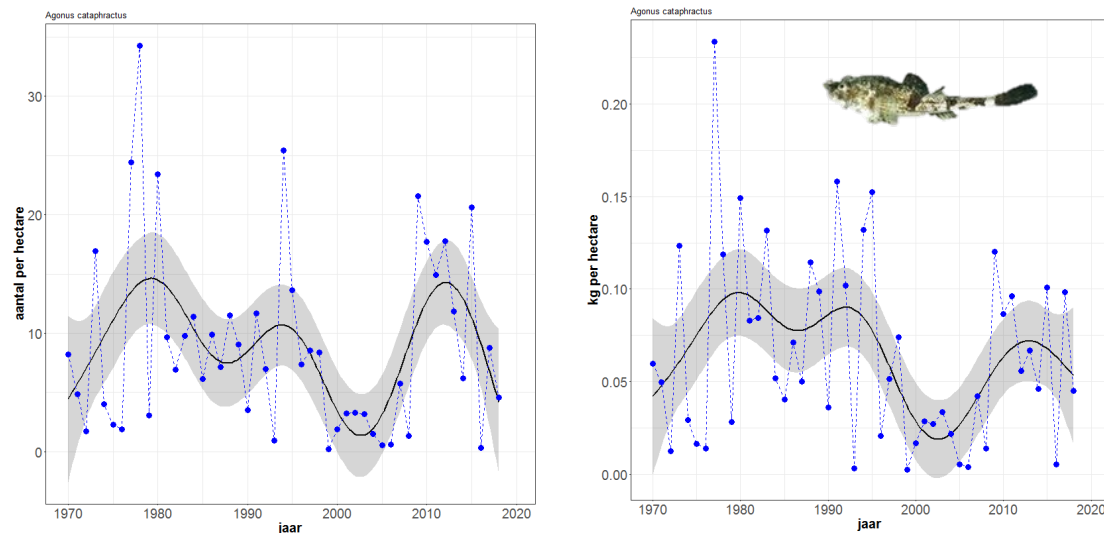 Agonus cataphractus
aantal per hectare
30
20
10
0
1970 1980 1990 2000 2010 2020
jaar
Agonus cataphractus
kg per hectare
0.20
0.15
0.10
0.05
0.00
1970 1980 1990 2000 2010 2020
jaar